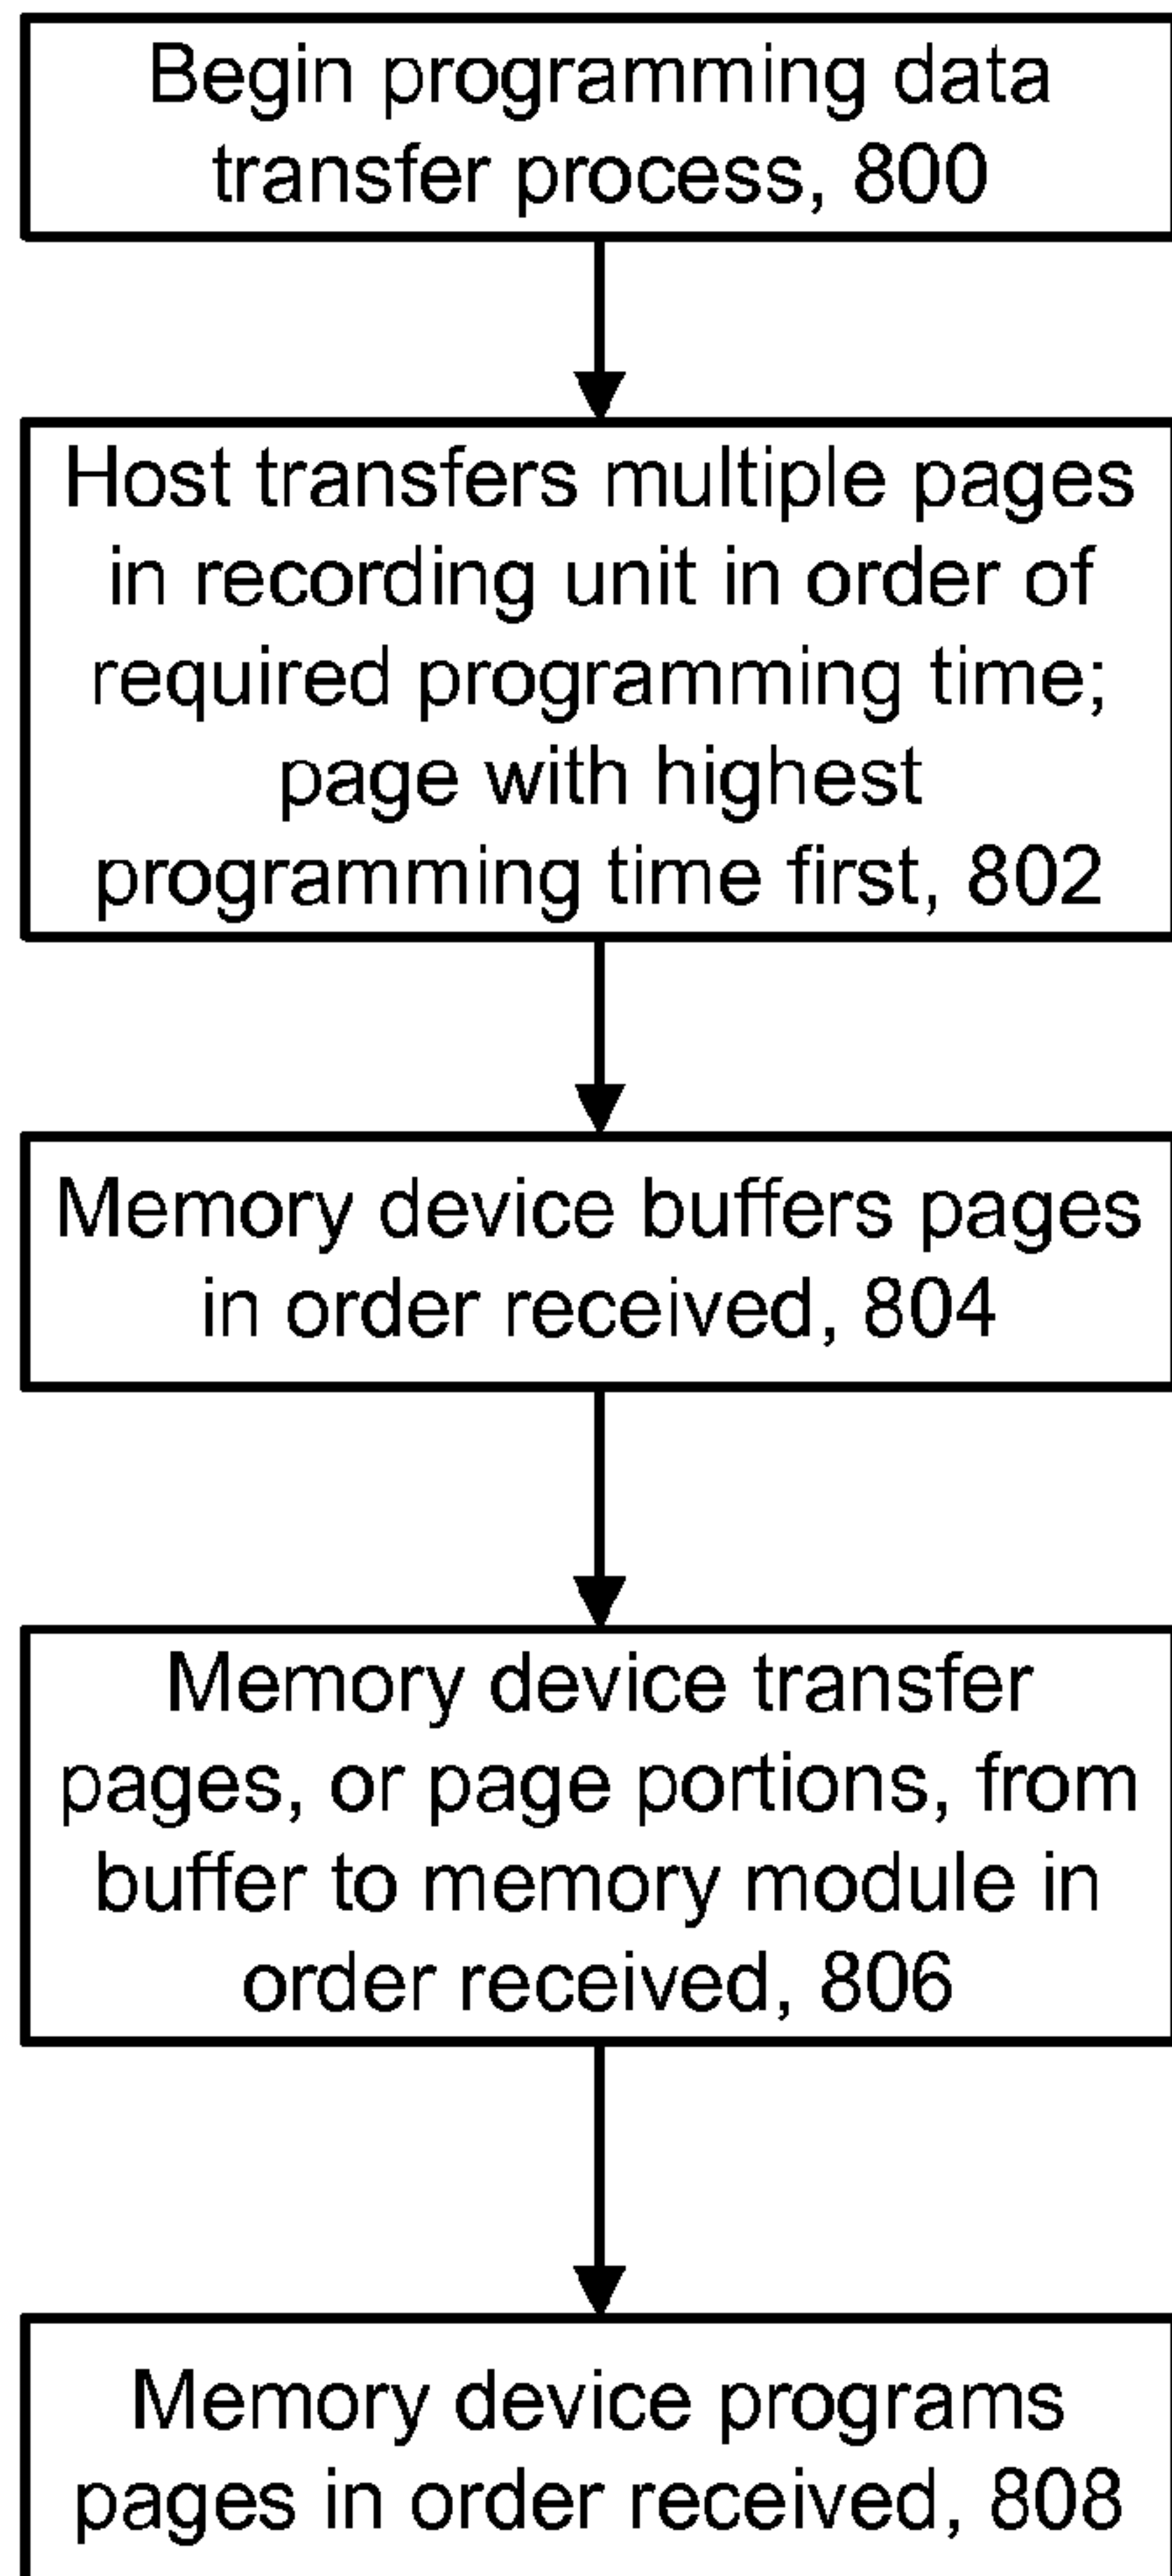 Begin programming data
transfer process, 800
Host transfers multiple pages
in recording unit in order of
required programming time;
page with highest
programming time first, 802
Memory device buffers pages
in order received, 804
Memory device transfer
pages, or page portions, from
buffer to memory module in
order received, 806
Memory device programs
pages in order received, 808